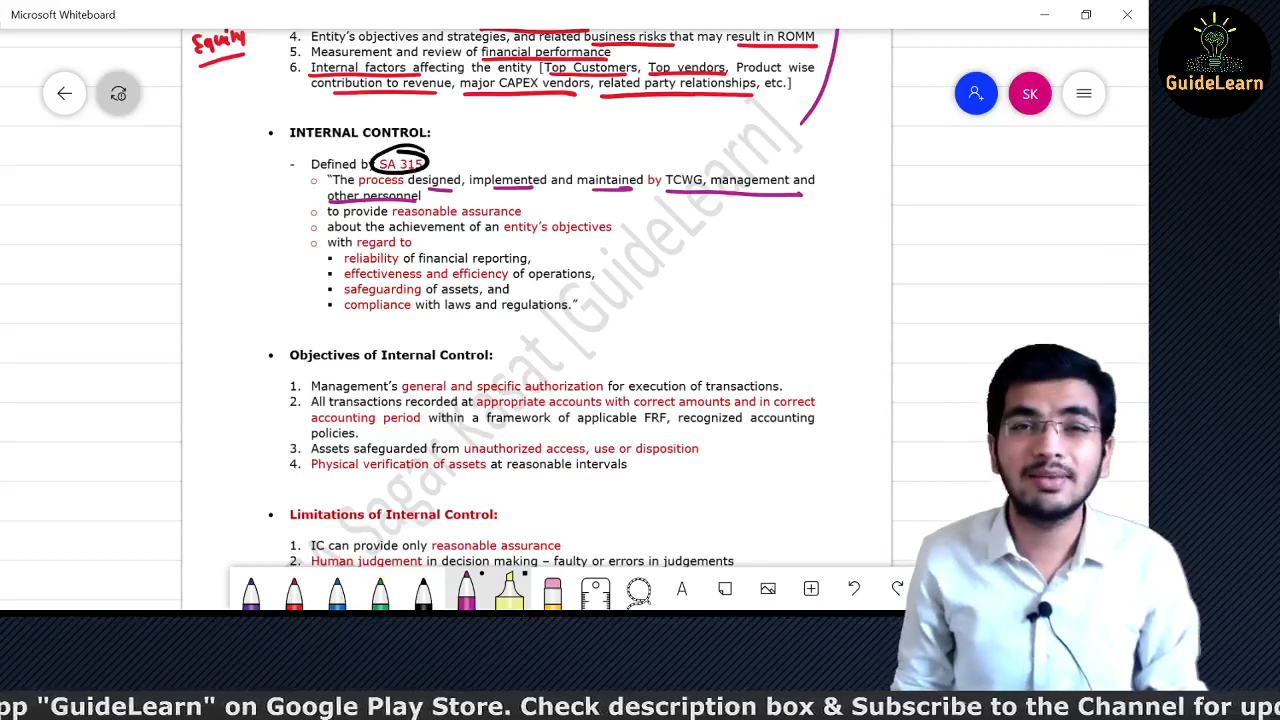 Microsoft Whiteboard
Equity
4. Entity's objectives and strategies, and related business risks that may result in ROMM
5. Measurement and review of financial performance
6. Internal factors affecting the entity [Top Customers, Top vendors, Product wise
contribution to revenue, major CAPEX vendors, related party relationships, etc.]
GuideLearn
SK
• INTERNAL CONTROL:
- Defined by SA 315
o "The process designed, implemented and maintained by TCWG, management and
other personnel
o to provide reasonable assurance
o about the achievement of an entity's objectives
o with regard to
▪ reliability of financial reporting,
▪ effectiveness and efficiency of operations,
▪ safeguarding of assets, and
▪ compliance with laws and regulations."
• Objectives of Internal Control:
1. Management's general and specific authorization for execution of transactions.
2. All transactions recorded at appropriate accounts with correct amounts and in correct
accounting period within a framework of applicable FRF, recognized accounting
policies.
3. Assets safeguarded from unauthorized access, use or disposition
4. Physical verification of assets at reasonable intervals
• Limitations of Internal Control:
1. IC can provide only reasonable assurance
2. Human judgement in decision making – faulty or errors in judgements
Sagar Kasat [GuideLearn]
A
pp "GuideLearn" on Google Play Store. Check description box & Subscribe to the Channel for upd